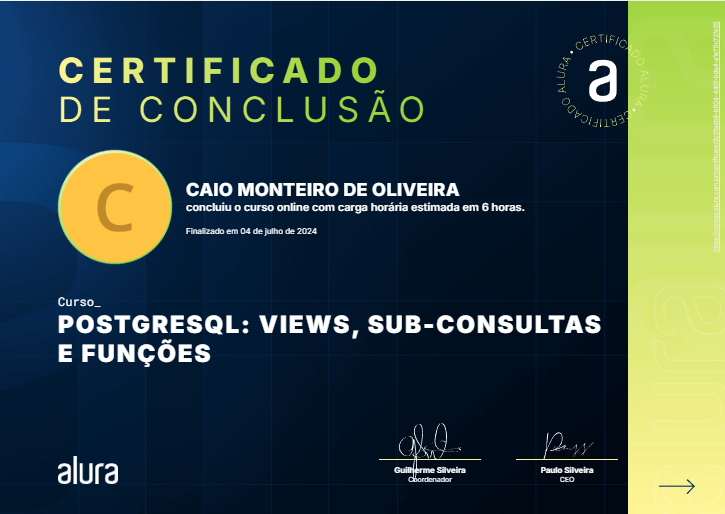 CERTIFICADO
DE CONCLUSÃO
CERTIFICADO ALURA • CERTIFICADO ALURA •
a
C
CAIO MONTEIRO DE OLIVEIRA
concluiu o curso online com carga horária estimada em 6 horas.
Finalizado em 04 de julho de 2024
Curso_
POSTGRESQL: VIEWS, SUB-CONSULTAS
E FUNÇÕES
Guilherme Silveira
Coordenador
Paulo Silveira
CEO
alura
alura